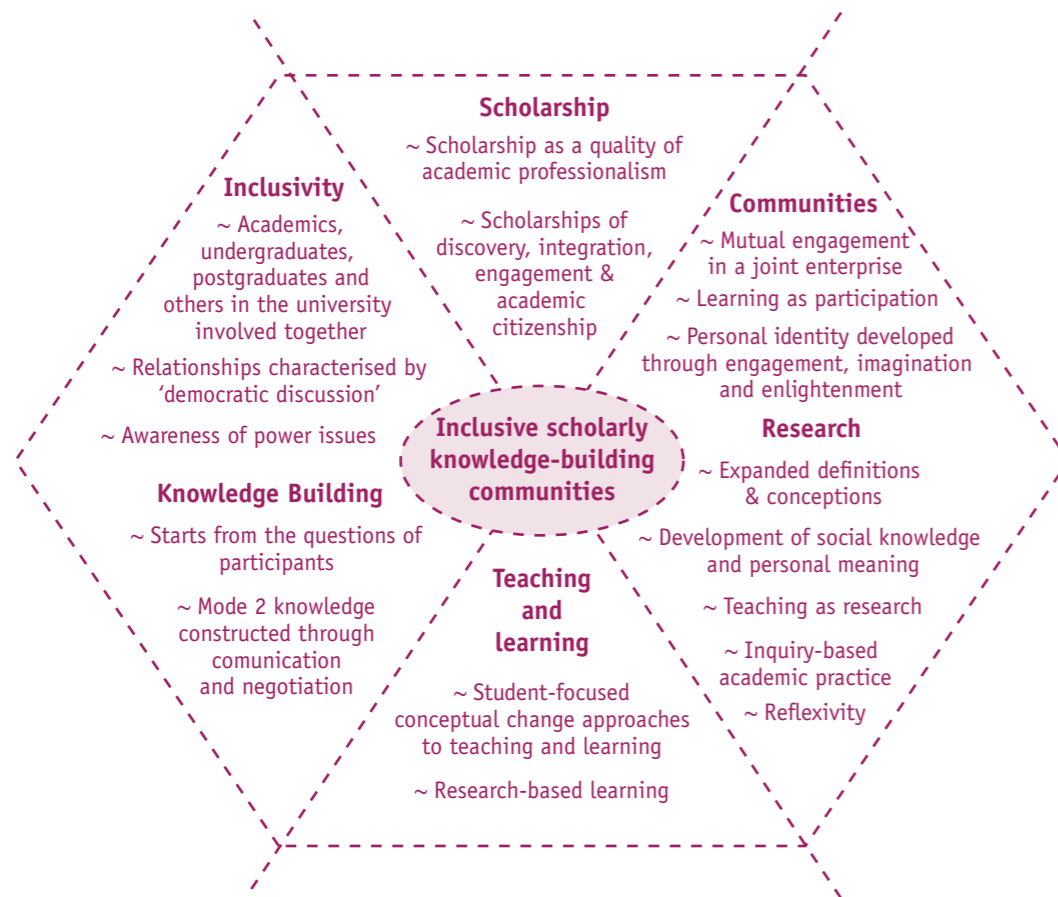 Scholarship
~ Scholarship as a quality of
academic professionalism
~ Scholarships of
discovery, integration,
engagement &
academic
citizenship
Inclusivity
~ Academics,
undergraduates,
postgraduates and
others in the university
involved together
~ Relationships characterised by
‘democratic discussion’
~ Awareness of power issues
Communities
~ Mutual engagement
in a joint enterprise
~ Learning as participation
~ Personal identity developed
through engagement, imagination
and enlightenment
Inclusive scholarly
knowledge-building
communities
Knowledge Building
~ Starts from the questions of
participants
~ Mode 2 knowledge
constructed through
comunication
and negotiation
Research
~ Expanded definitions
& conceptions
~ Development of social knowledge
and personal meaning
~ Teaching as research
~ Inquiry-based
academic practice
~ Reflexivity
Teaching
and
learning
~ Student-focused
conceptual change approaches
to teaching and learning
~ Research-based learning